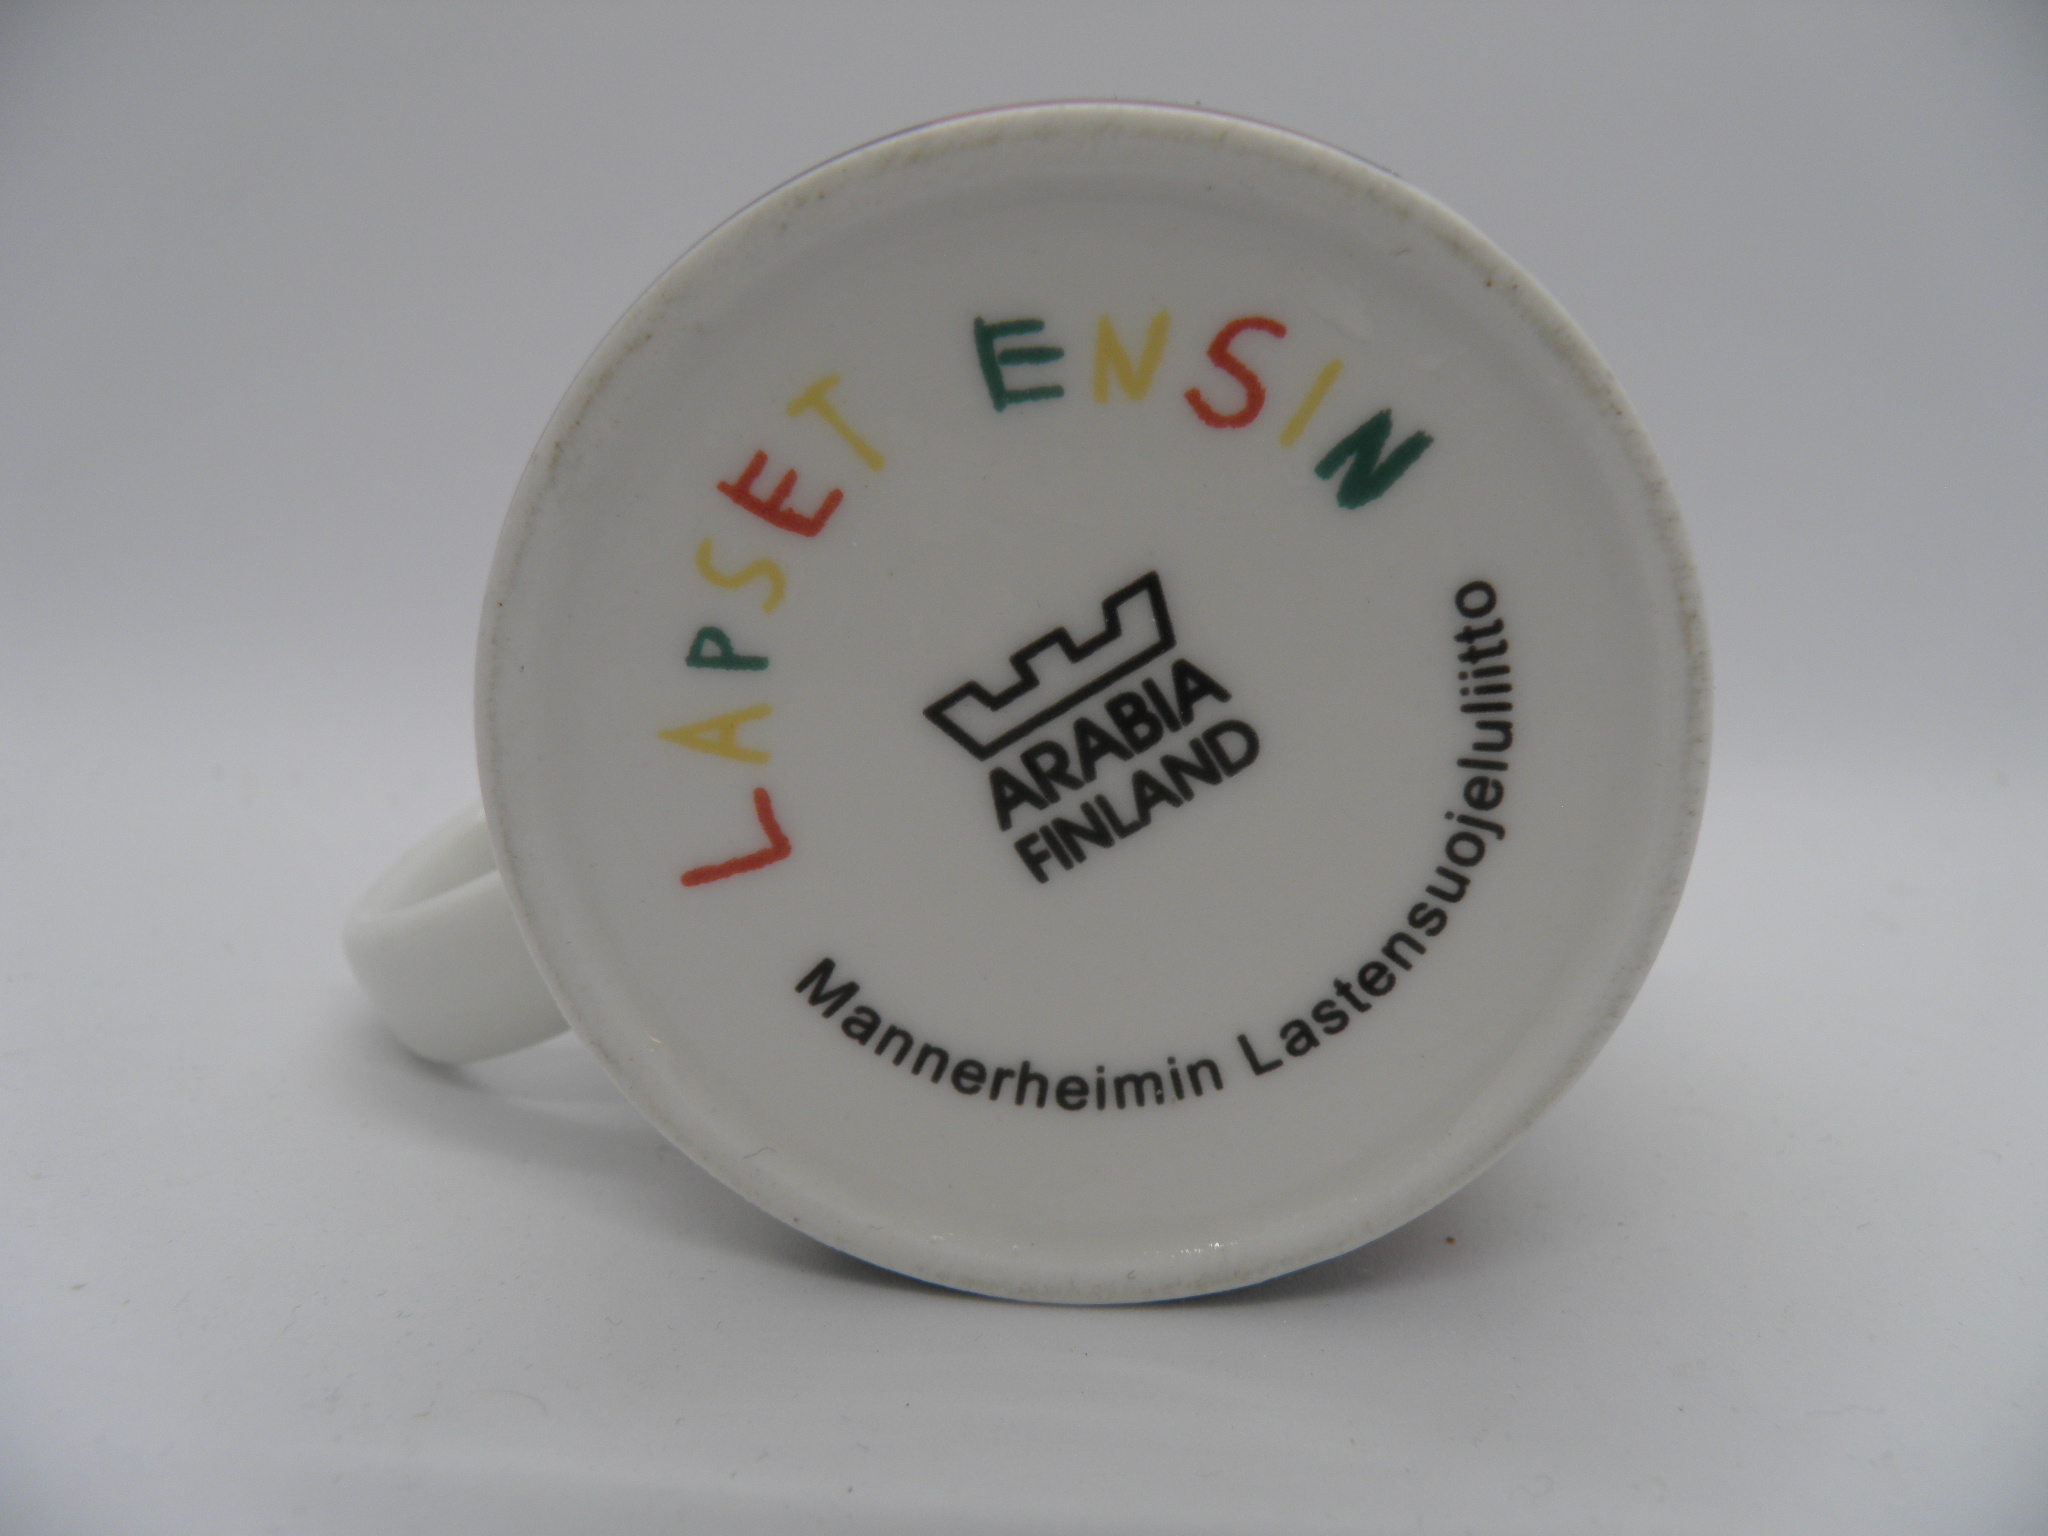 LAPSET ENSIN
ARABIA
FINLAND
Mannerheimin Lastensuojeluliitto